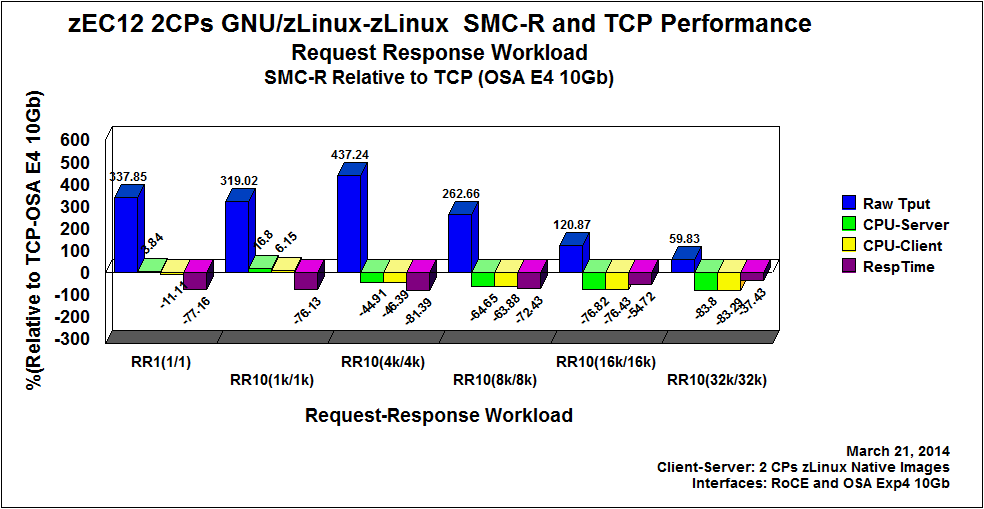 zEC12 2CPs GNU/zLinux-zLinux SMC-R and TCP Performance
Request Response Workload
SMC-R Relative to TCP (OSA E4 10Gb)
%(Relative to TCP-OSA E4 10Gb)
600
500
400
300
200
100
0
-100
-200
-300
337.85
3.84
-11.11
-77.16
319.02
16.8
6.15
-76.13
437.24
-44.91
-46.39
-81.39
262.66
-64.65
-63.88
-72.43
120.87
-76.82
-76.43
-54.72
59.83
-83.8
-83.29
-37.43
Raw Tput
CPU-Server
CPU-Client
RespTime
RR1(1/1)
RR10(1k/1k)
RR10(4k/4k)
RR10(8k/8k)
RR10(16k/16k)
RR10(32k/32k)
Request-Response Workload
March 21, 2014
Client-Server: 2 CPs zLinux Native Images
Interfaces: RoCE and OSA Exp4 10Gb